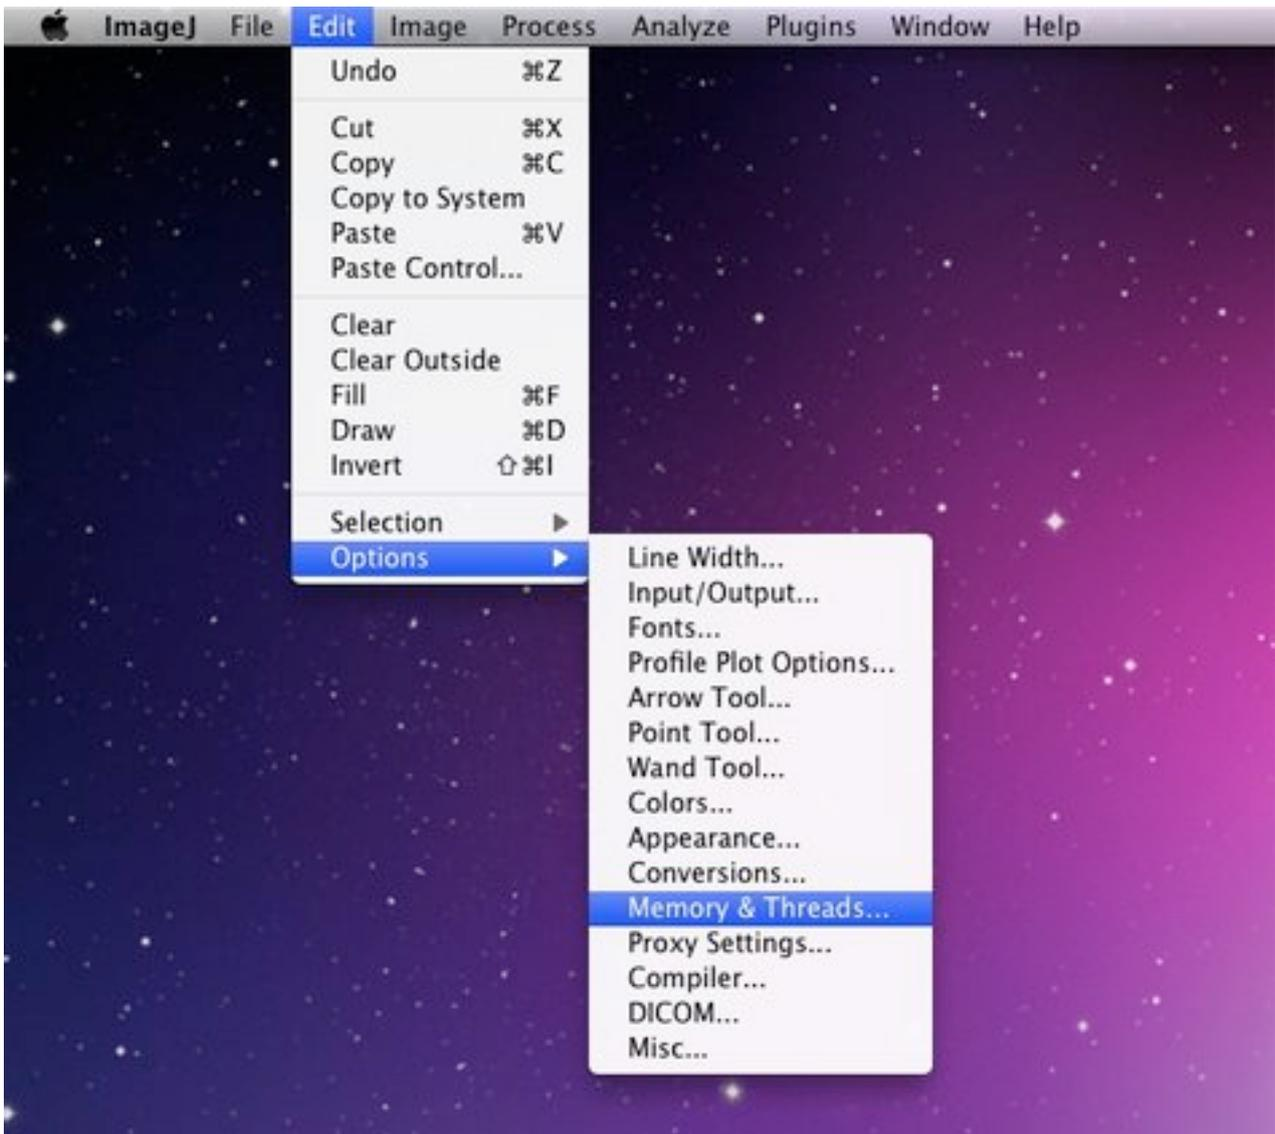 ImageJ File Edit Image Process Analyze Plugins Window Help
Undo ⌘Z
Cut ⌘X
Copy ⌘C
Copy to System
Paste ⌘V
Paste Control...
Clear
Clear Outside
Fill ⌘F
Draw ⌘D
Invert ⇧⌘I
Selection ▶
Options ▶
Line Width...
Input/Output...
Fonts...
Profile Plot Options...
Arrow Tool...
Point Tool...
Wand Tool...
Colors...
Appearance...
Conversions...
Memory & Threads...
Proxy Settings...
Compiler...
DICOM...
Misc...